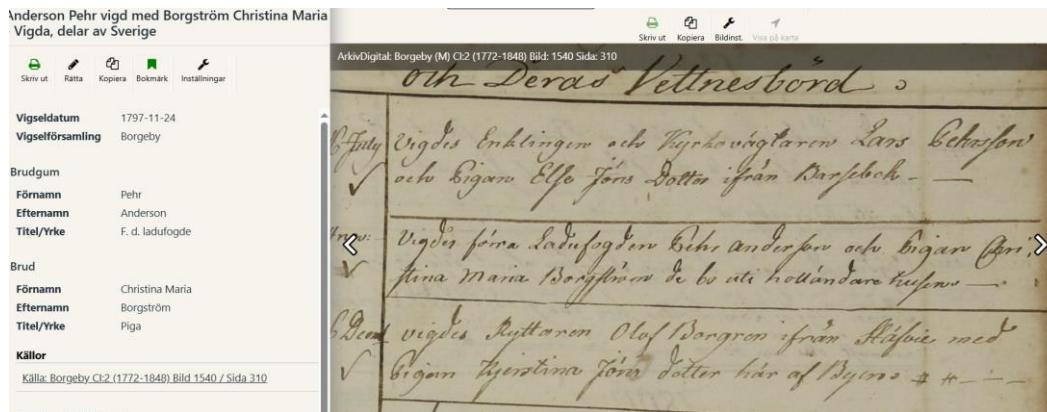 Anderson Pehr vigd med Borgström Christina Maria
- Vigda, delar av Sverige
Skriv ut Rätta Kopiera Bokmärk Inställningar
Vigseldatum 1797-11-24
Vigselförsamling Borgeby
Brudgum
Förnamn Pehr
Efternamn Anderson
Titel/Yrke F. d. ladufogde
Brud
Förnamn Christina Maria
Efternamn Borgström
Titel/Yrke Piga
Källor
Källa: Borgeby CI:2 (1772-1848) Bild 1540 / Sida 310
Skriv ut Kopiera Bildinst. Visa på karta
ArkivDigital: Borgeby (M) CI:2 (1772-1848) Bild: 1540 Sida: 310
och Deras Vettnesbörd
July Vigdes Enklingen och Kyrkovägtaren Lars Pehrsson
och Pigan Else Jöns Dotter ifrån Barsebeck
Vigdes förra Ladufogden Pehr anderson och Pigan Chri-
stina Maria Borgström de bo uti holländare husen
vigdes Ryttaren Olof Borgren ifrån med
Pigan Kjerstina Jöns dotter här af Byen